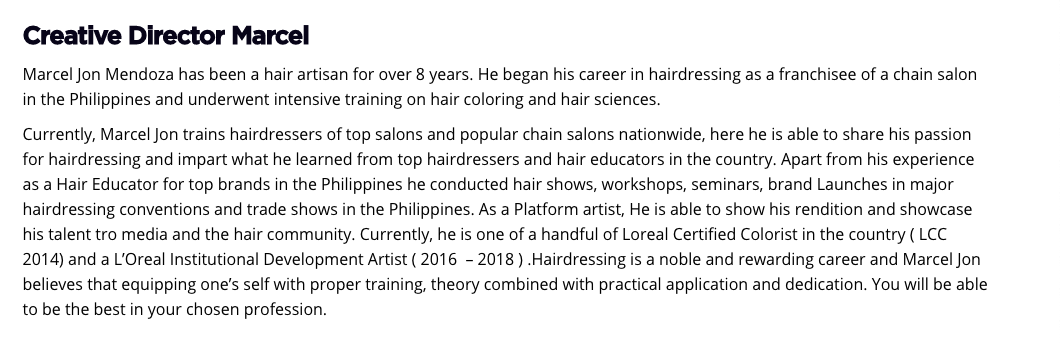 Creative Director Marcel
Marcel Jon Mendoza has been a hair artisan for over 8 years. He began his career in hairdressing as a franchisee of a chain salon
in the Philippines and underwent intensive training on hair coloring and hair sciences.
Currently, Marcel Jon trains hairdressers of top salons and popular chain salons nationwide, here he is able to share his passion
for hairdressing and impart what he learned from top hairdressers and hair educators in the country. Apart from his experience
as a Hair Educator for top brands in the Philippines he conducted hair shows, workshops, seminars, brand Launches in major
hairdressing conventions and trade shows in the Philippines. As a Platform artist, He is able to show his rendition and showcase
his talent tro media and the hair community. Currently, he is one of a handful of Loreal Certified Colorist in the country ( LCC
2014) and a L’Oreal Institutional Development Artist ( 2016  – 2018 ) .Hairdressing is a noble and rewarding career and Marcel Jon
believes that equipping one’s self with proper training, theory combined with practical application and dedication. You will be able
to be the best in your chosen profession.